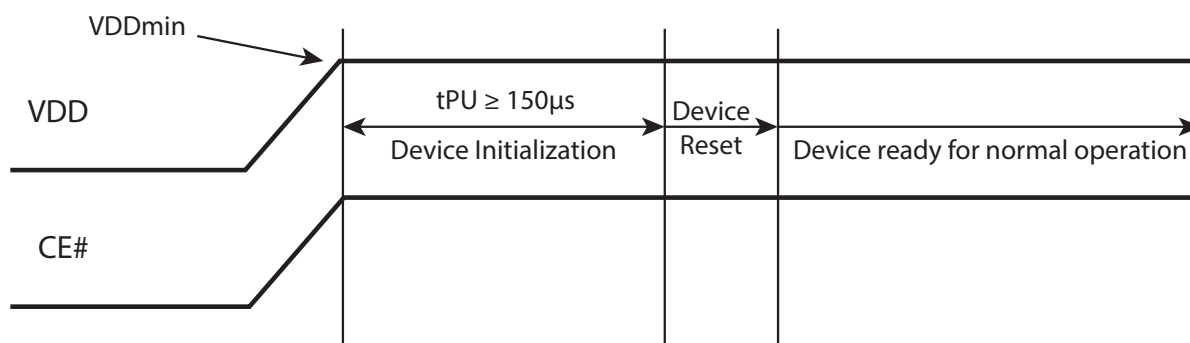 VDDmin
VDD
tPU ≥ 150μs
Device Initialization
Device
Reset
Device ready for normal operation
CE#